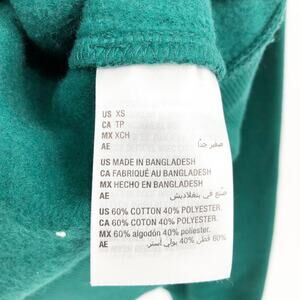 US XS
CA TP
MX XCH
AE صغير جدًا
US MADE IN BANGLADESH
CA FABRIQUÉ AU BANGLADESH
MX HECHO EN BANGLADESH
AE صنع في بنغلاديش
US 60% COTTON 40% POLYESTER.
CA 60% COTON 40% POLYESTER.
MX 60% algodón 40% poliester.
AE 60% قطن 40% بولي أستر